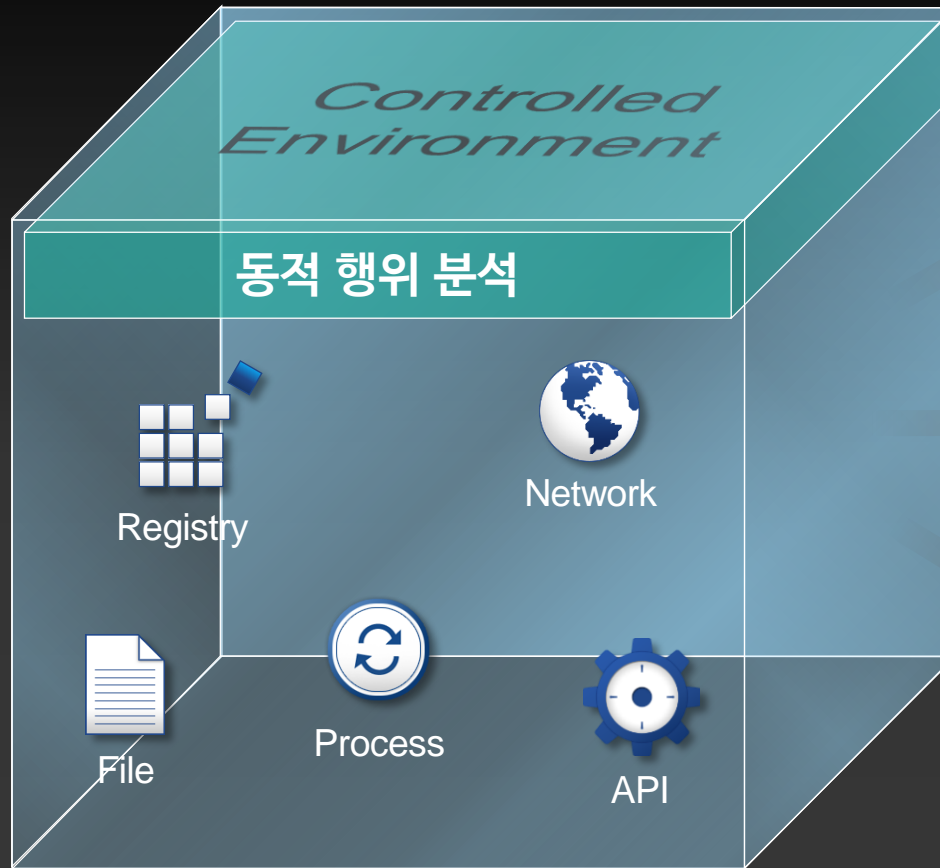 Controlled
Environment
동적 행위 분석
Registry
Network
File
Process
API